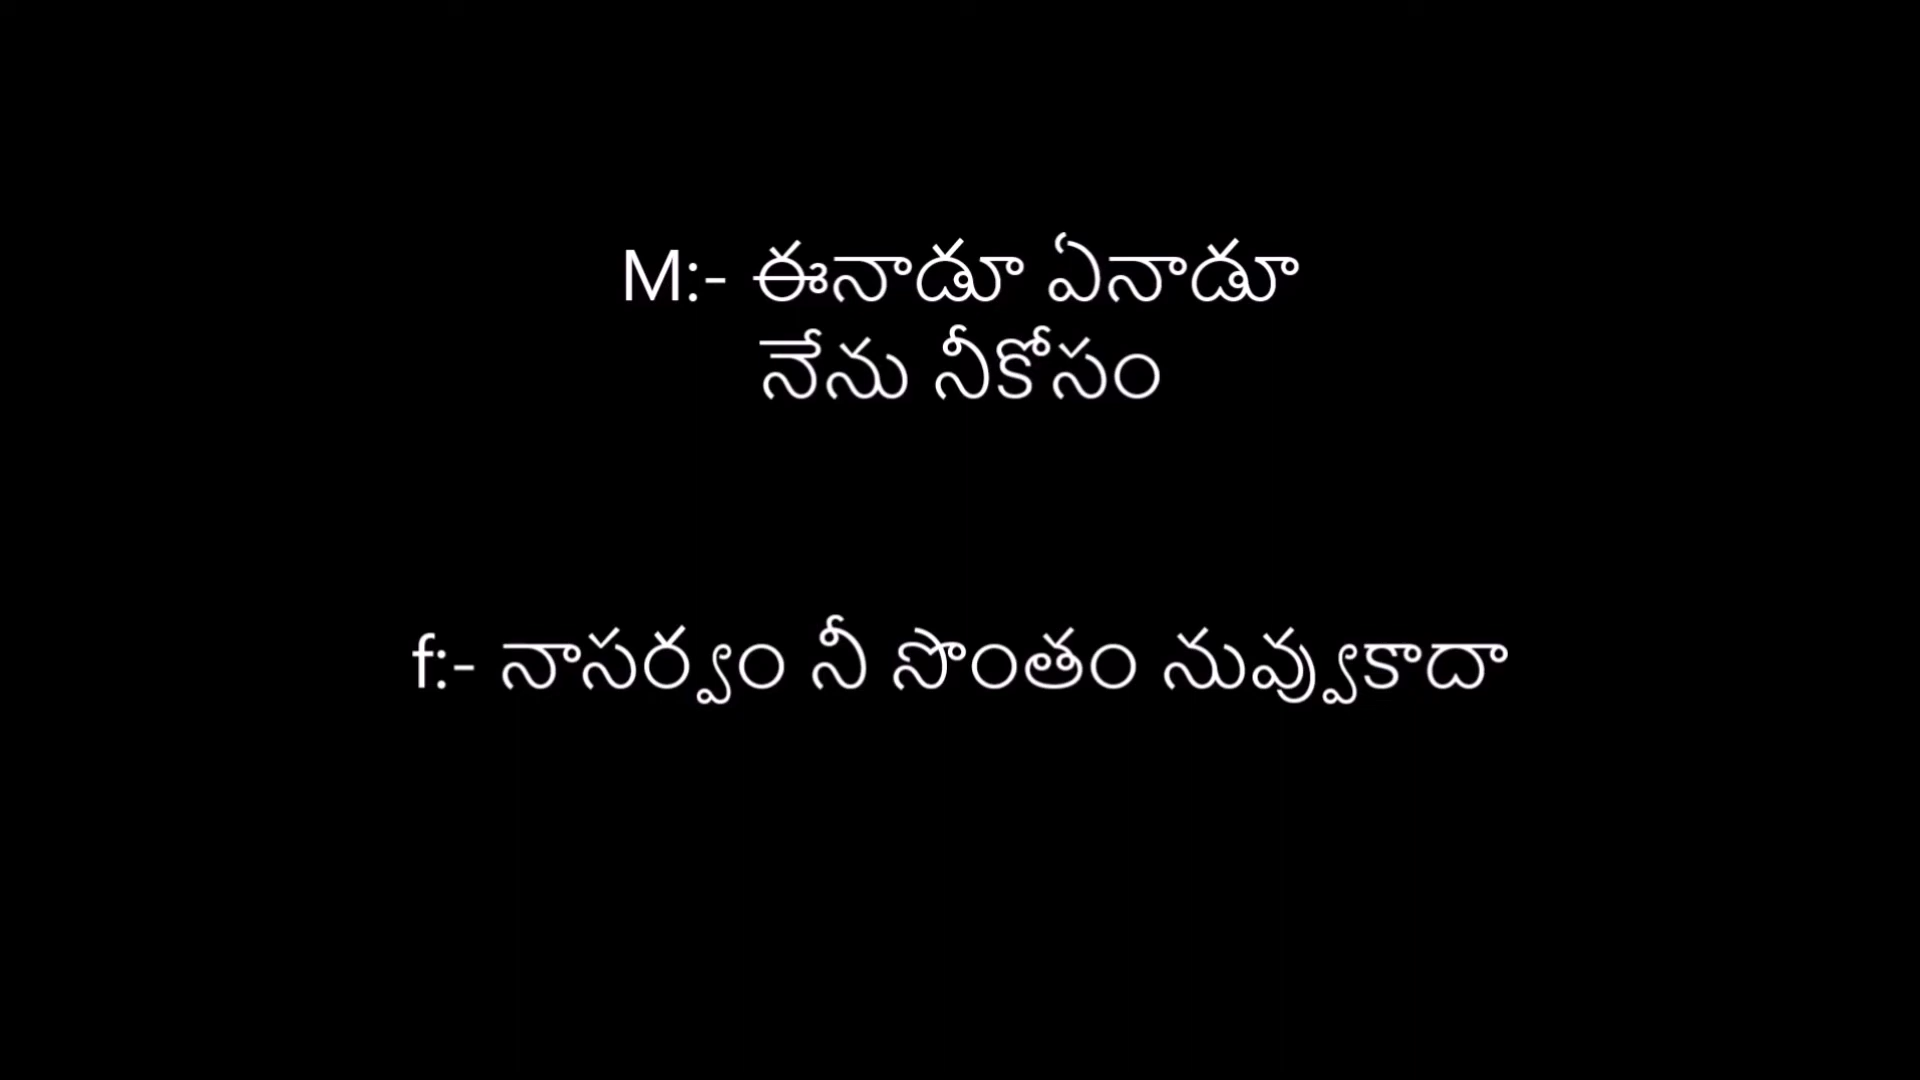 M:- ఈనాడూ ఏనాడూ
నేను నీకోసం
f:- నాసర్వం నీ సొంతం నువ్వుకాదా